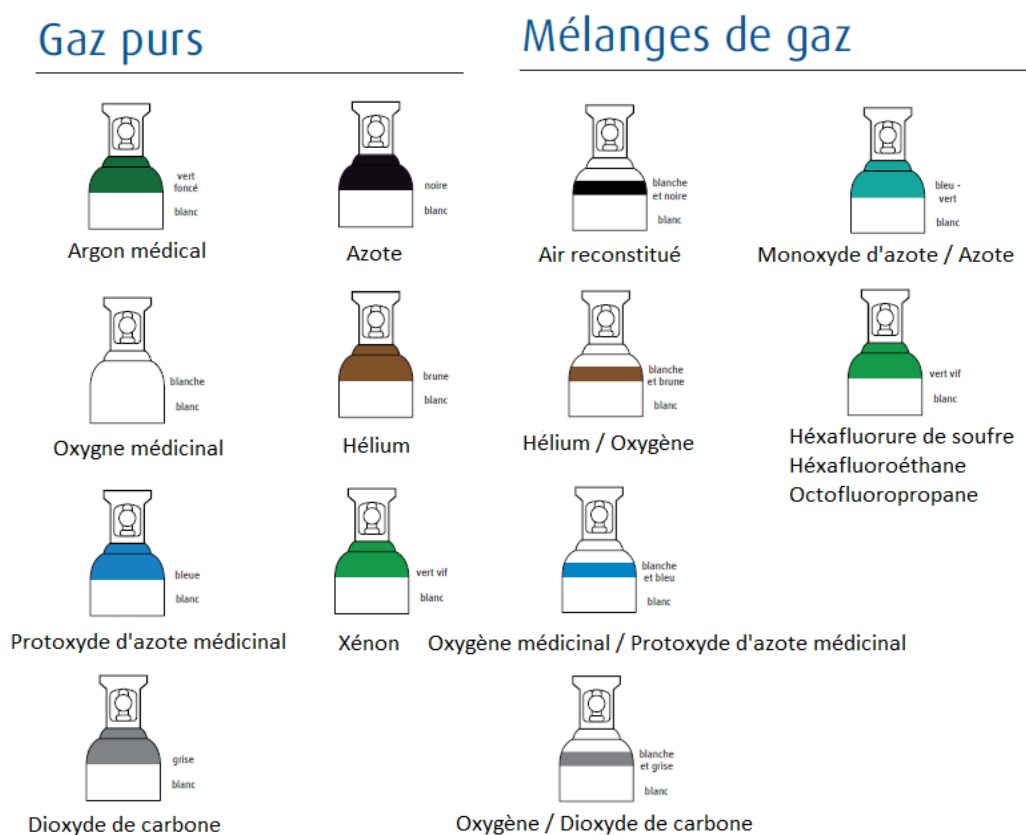 Gaz purs
Mélanges de gaz
vert
foncé
blanc
Argon médical
noire
blanc
Azote
blanche
et noire
blanc
Air reconstitué
bleu -
vert
blanc
Monoxyde d'azote / Azote
blanche
blanc
Oxygne médicinal
brune
blanc
Hélium
blanche
et brune
blanc
Hélium / Oxygène
vert vif
blanc
Héxafluorure de soufre
Héxafluoroéthane
Octofluoropropane
bleue
blanc
Protoxyde d'azote médicinal
vert vif
blanc
Xénon
blanche
et bleu
blanc
Oxygène médicinal / Protoxyde d'azote médicinal
grise
blanc
Dioxyde de carbone
blanche
et grise
blanc
Oxygène / Dioxyde de carbone